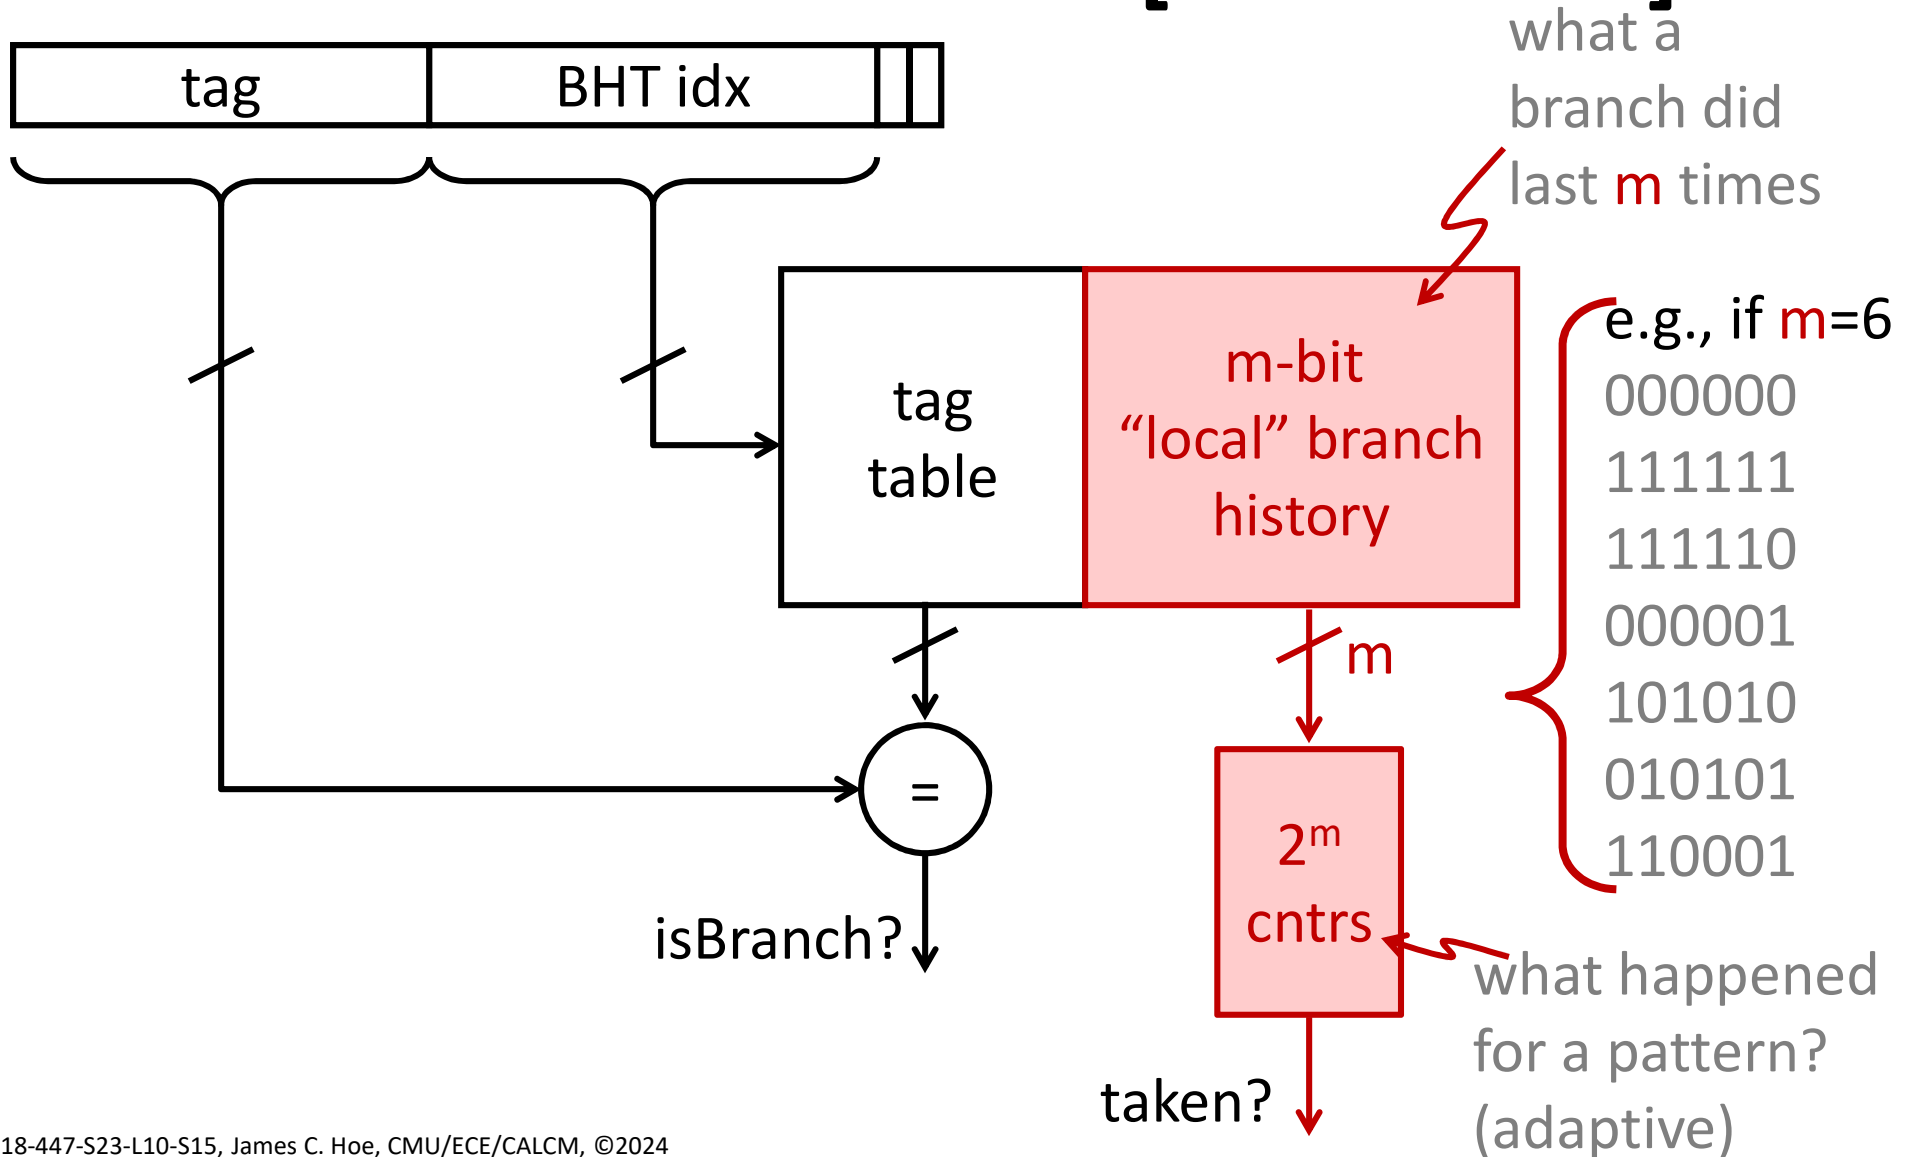 tag
BHT idx
what a
branch did
last m times
tag
table
m-bit
“local” branch
history
e.g., if m=6
000000
111111
111110
000001
101010
010101
110001
m
=
2ᵐ
cntrs
isBranch?
taken?
what happened
for a pattern?
(adaptive)
18-447-S23-L10-S15, James C. Hoe, CMU/ECE/CALCM, ©2024